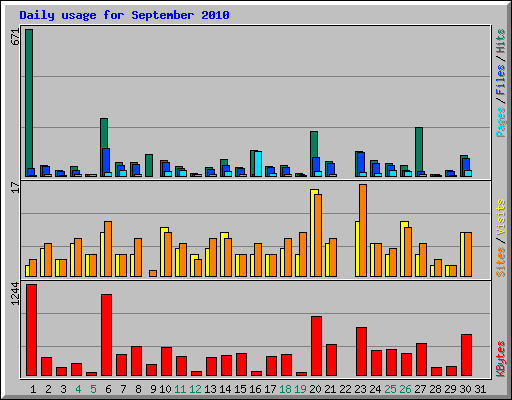 Daily usage for September 2010
671
Pages / Files / Hits
17
Sites / Visits
1244
KBytes
1 2 3 4 5 6 7 8 9 10 11 12 13 14 15 16 17 18 19 20 21 22 23 24 25 26 27 28 29 30 31